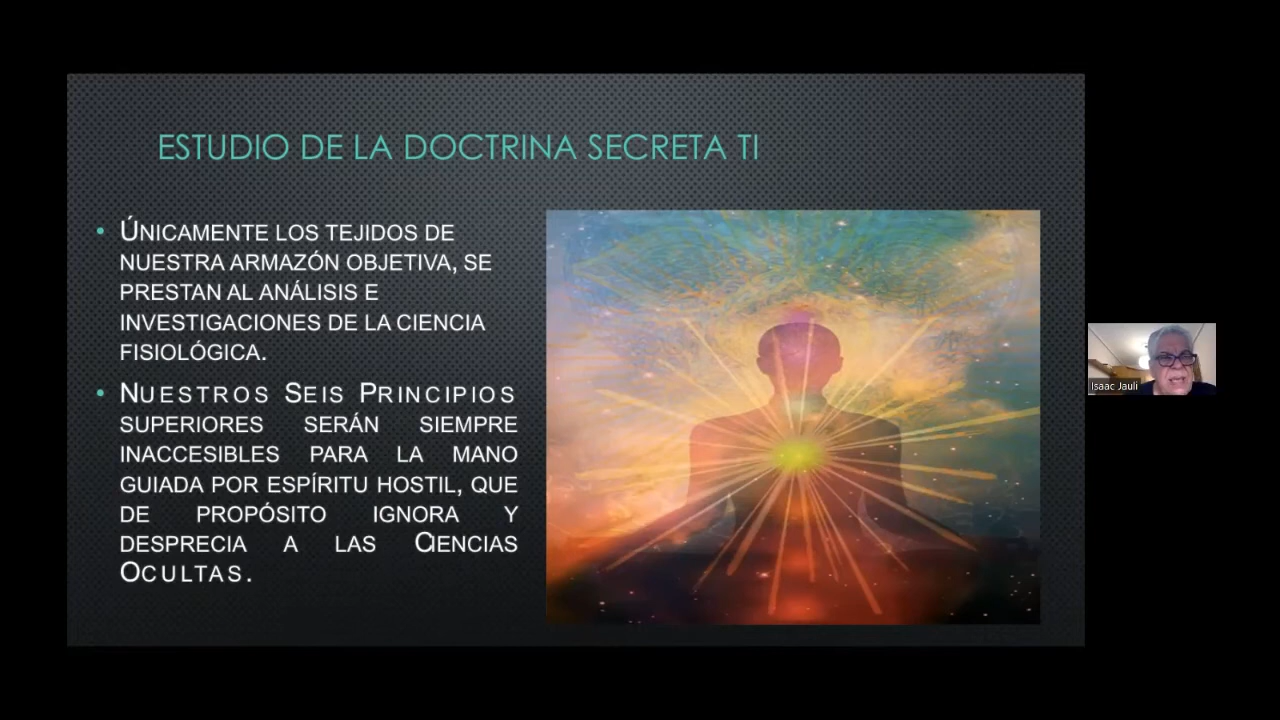 ESTUDIO DE LA DOCTRINA SECRETA TI
• ÚNICAMENTE LOS TEJIDOS DE
NUESTRA ARMAZÓN OBJETIVA, SE
PRESTAN AL ANÁLISIS E
INVESTIGACIONES DE LA CIENCIA
FISIOLÓGICA.
• NUESTROS SEIS PRINCIPIOS
SUPERIORES SERÁN SIEMPRE
INACCESIBLES PARA LA MANO
GUIADA POR ESPÍRITU HOSTIL, QUE
DE PROPÓSITO IGNORA Y
DESPRECIA A LAS CIENCIAS
OCULTAS.
Isaac Jauli